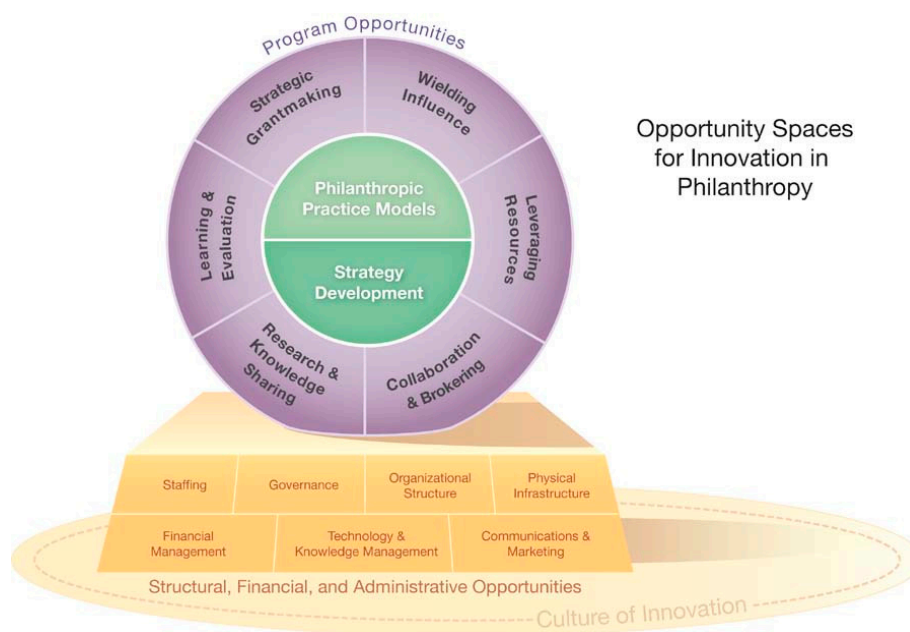 Program Opportunities
Strategic
Grantmaking
Wielding
Influence
Opportunity Spaces
for Innovation in
Philanthropy
Learning &
Evaluation
Philanthropic
Practice Models
Leveraging
Resources
Strategy
Development
Research &
Knowledge
Sharing
Collaboration
& Brokering
Staffing
Governance
Organizational
Structure
Physical
Infrastructure
Financial
Management
Technology &
Knowledge Management
Communications &
Marketing
Structural, Financial, and Administrative Opportunities
Culture of Innovation